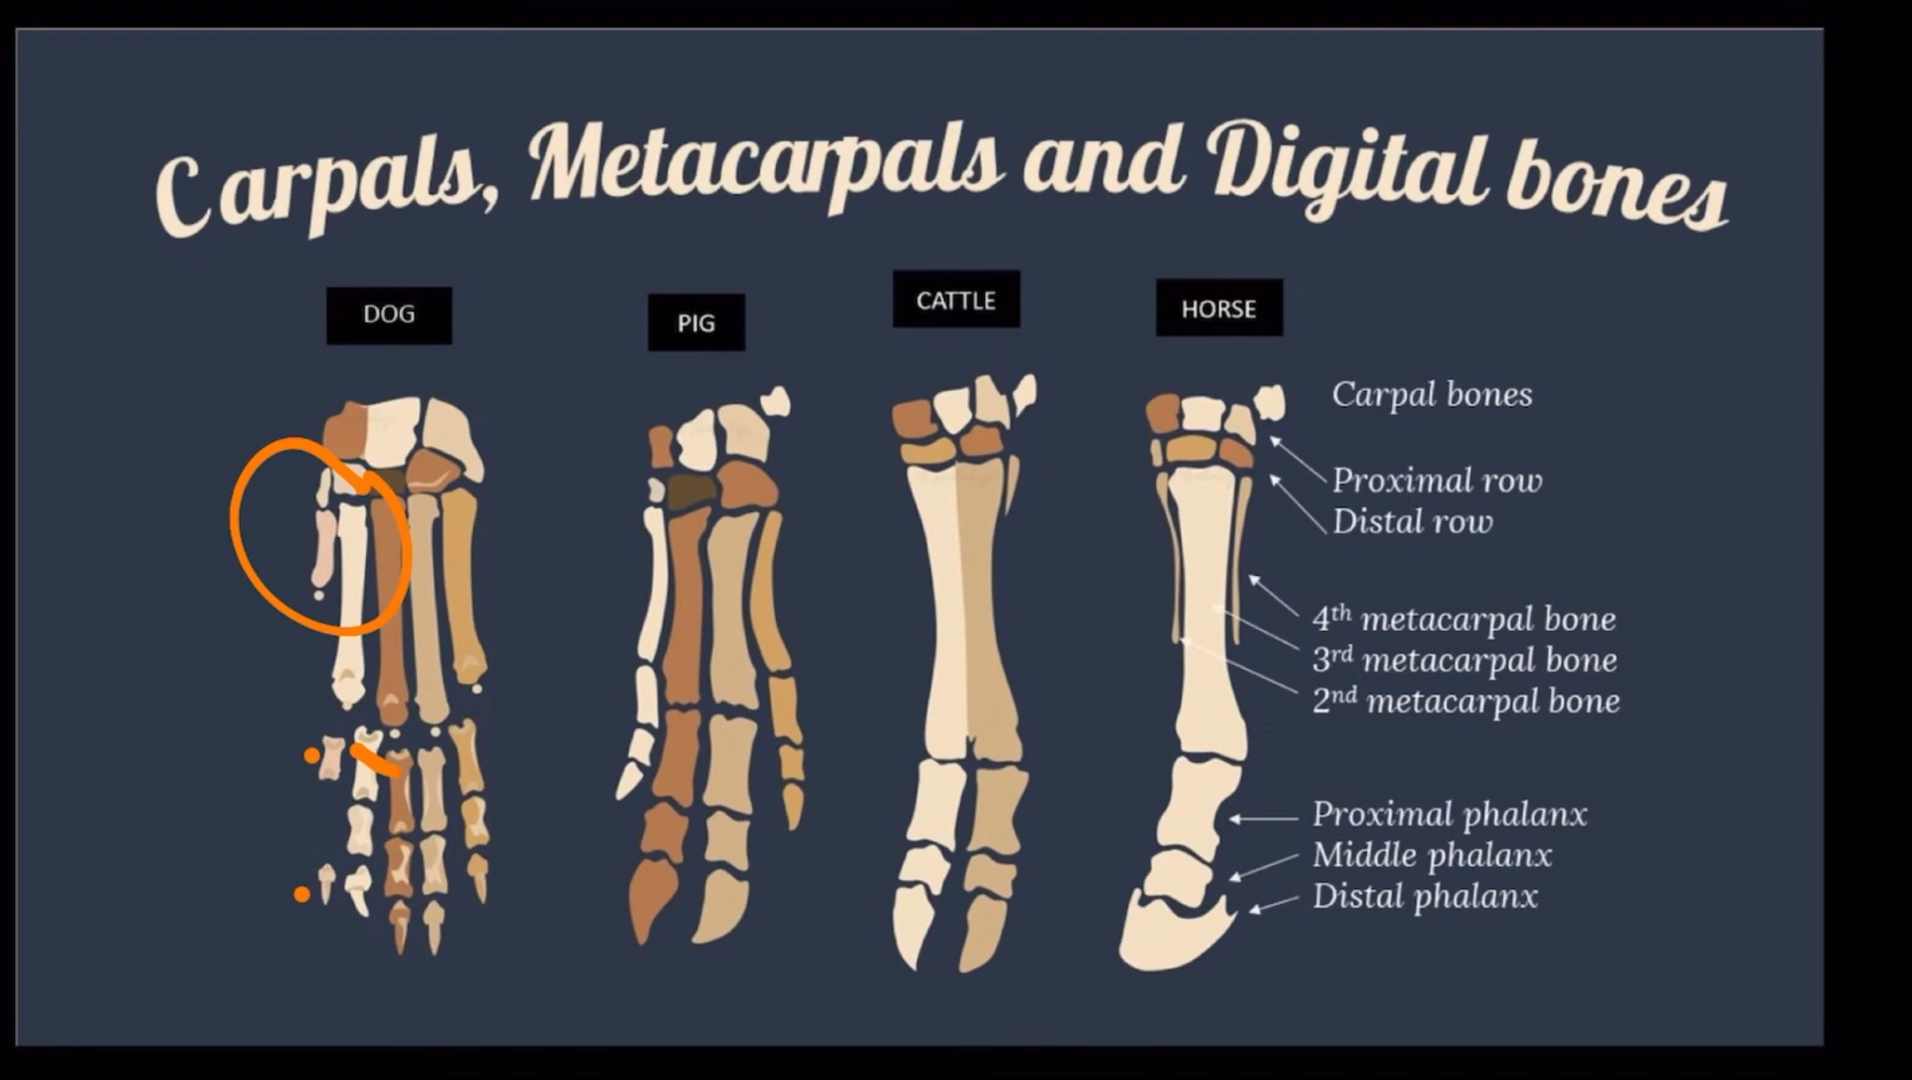 Carpals, Metacarpals and Digital bones
DOG
PIG
CATTLE
HORSE
Carpal bones
Proximal row
Distal row
4th metacarpal bone
3rd metacarpal bone
2nd metacarpal bone
Proximal phalanx
Middle phalanx
Distal phalanx